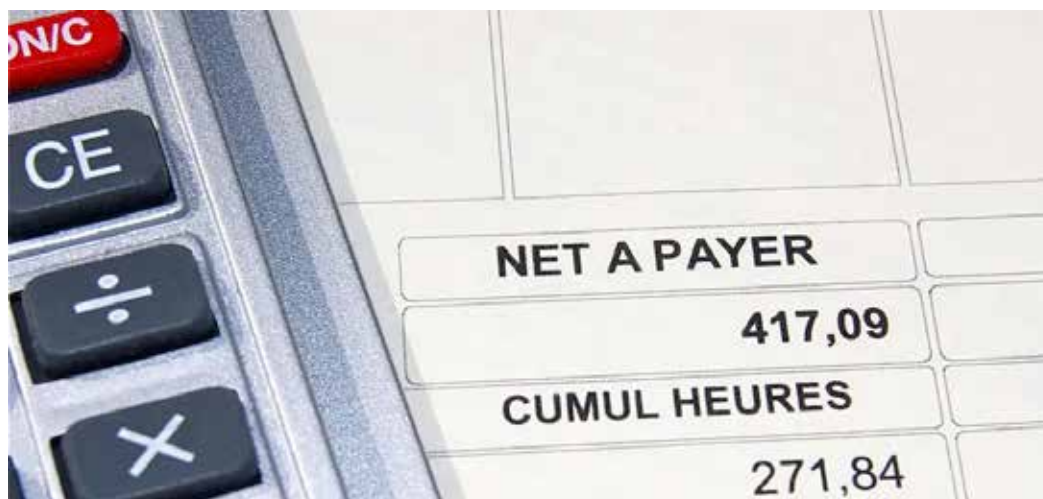 ON/C
CE
÷
×
NET A PAYER
417,09
CUMUL HEURES
271,84